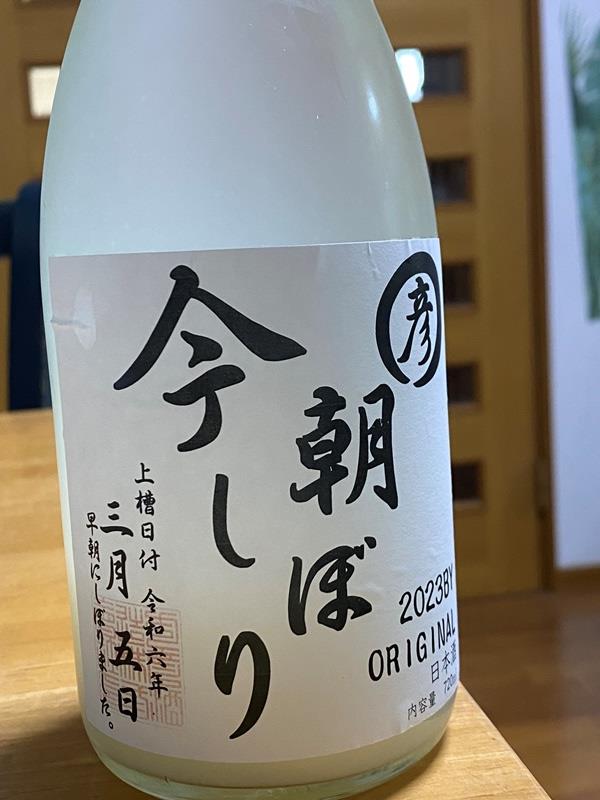 彦
今朝しぼり
2023BY
ORIGINAL
日本酒
内容量 720
上槽日付 令和六年
三月五日
早朝にしぼりました。